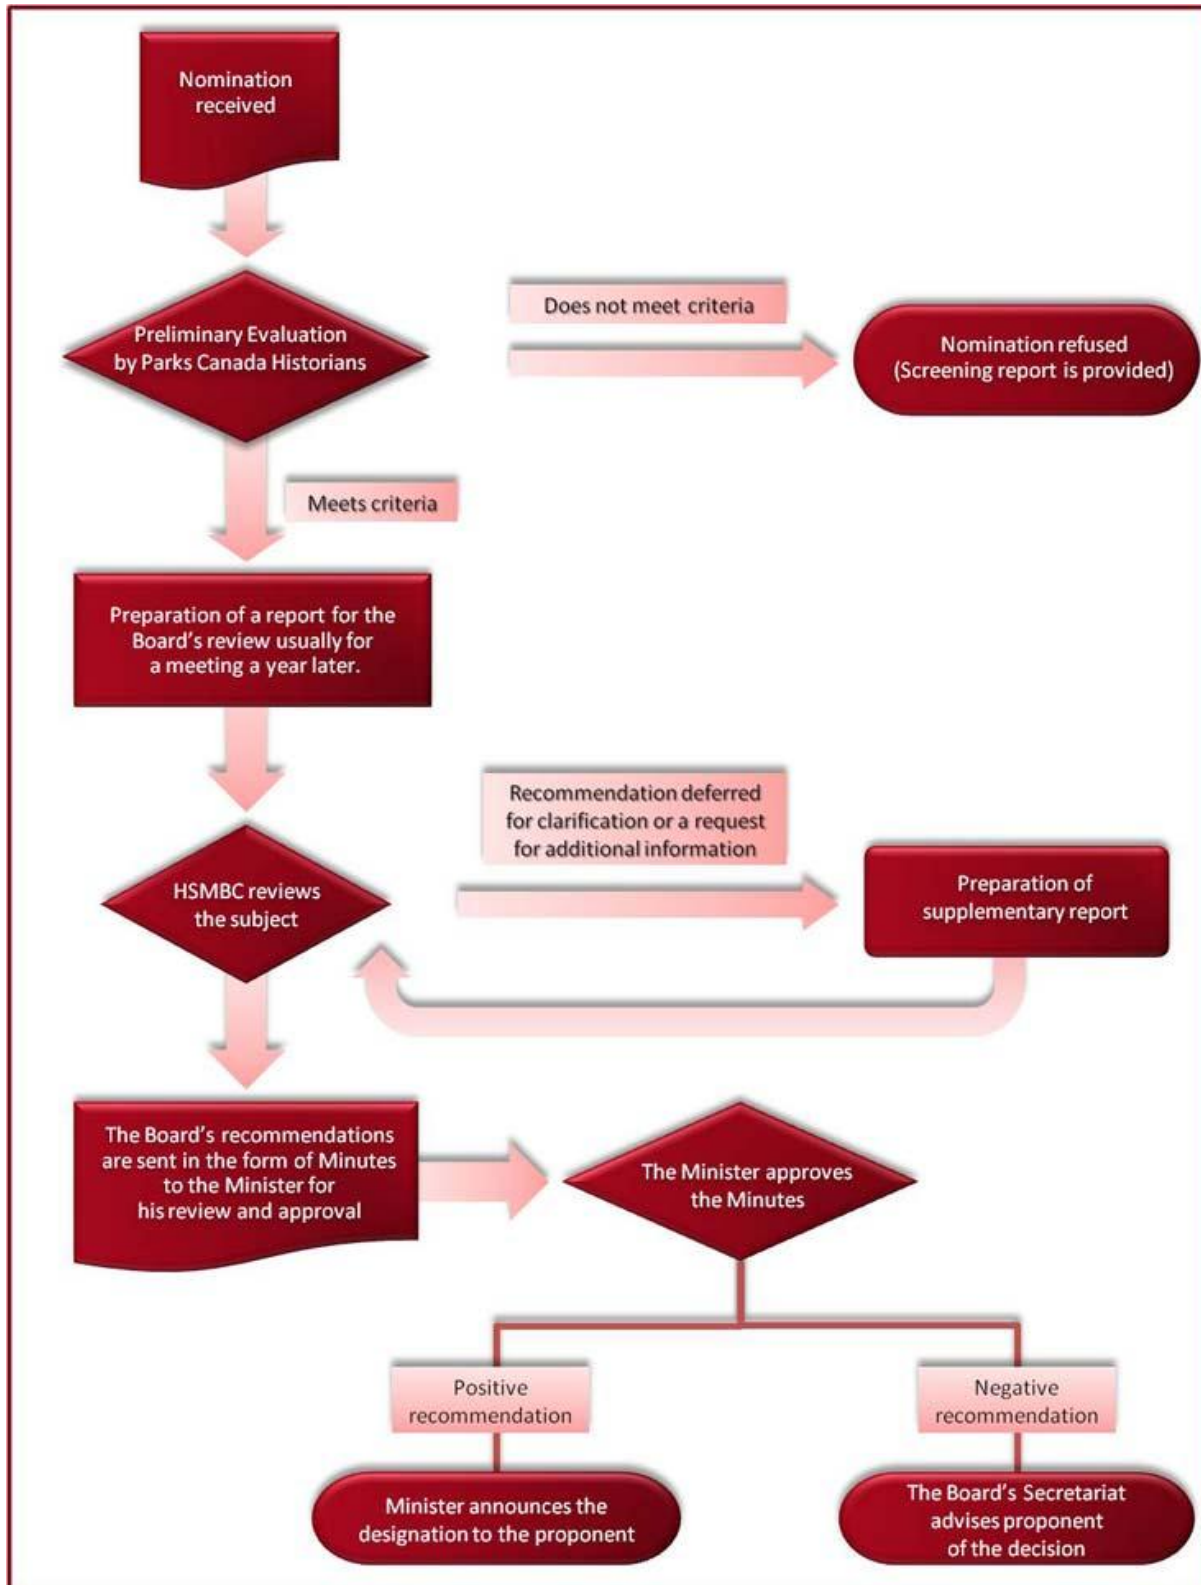 Nomination
received
Preliminary Evaluation
by Parks Canada Historians
Does not meet criteria
Nomination refused
(Screening report is provided)
Meets criteria
Preparation of a report for the
Board's review usually for
a meeting a year later.
HSMBC reviews
the subject
Recommendation deferred
for clarification or a request
for additional information
Preparation of
supplementary report
The Board's recommendations
are sent in the form of Minutes
to the Minister for
his review and approval
The Minister approves
the Minutes
Positive
recommendation
Negative
recommendation
Minister announces the
designation to the proponent
The Board's Secretariat
advises proponent
of the decision